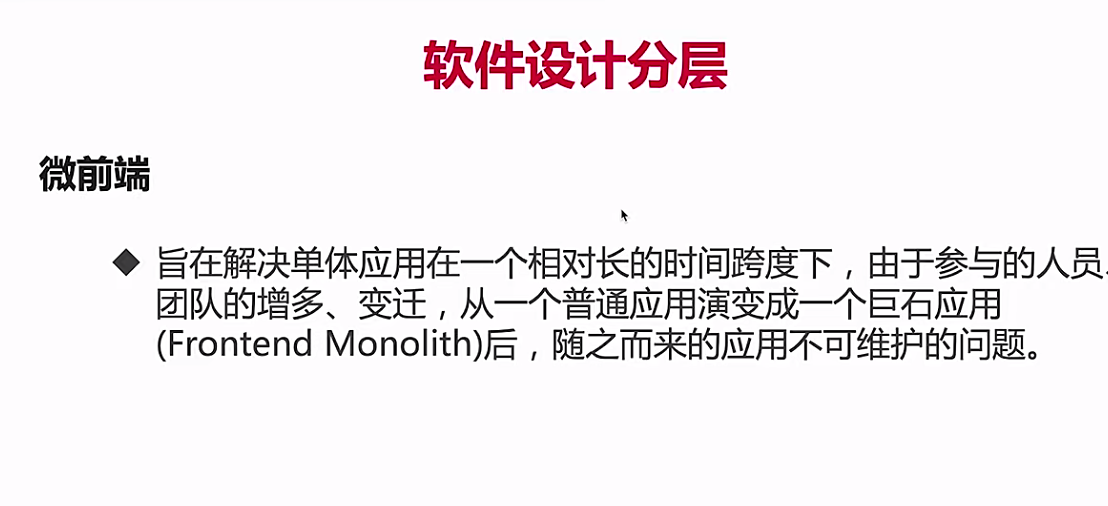 软件设计分层
微前端
◆ 旨在解决单体应用在一个相对长的时间跨度下，由于参与的人员、
团队的增多、变迁，从一个普通应用演变成一个巨石应用
(Frontend Monolith)后，随之而来的应用不可维护的问题。